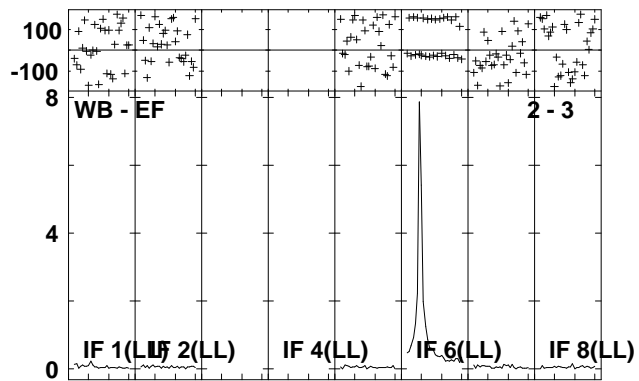 100
-100
8
WB - EF 2 - 3
4
IF 1(LL) IF 2(LL) IF 4(LL) IF 6(LL) IF 8(LL)
0